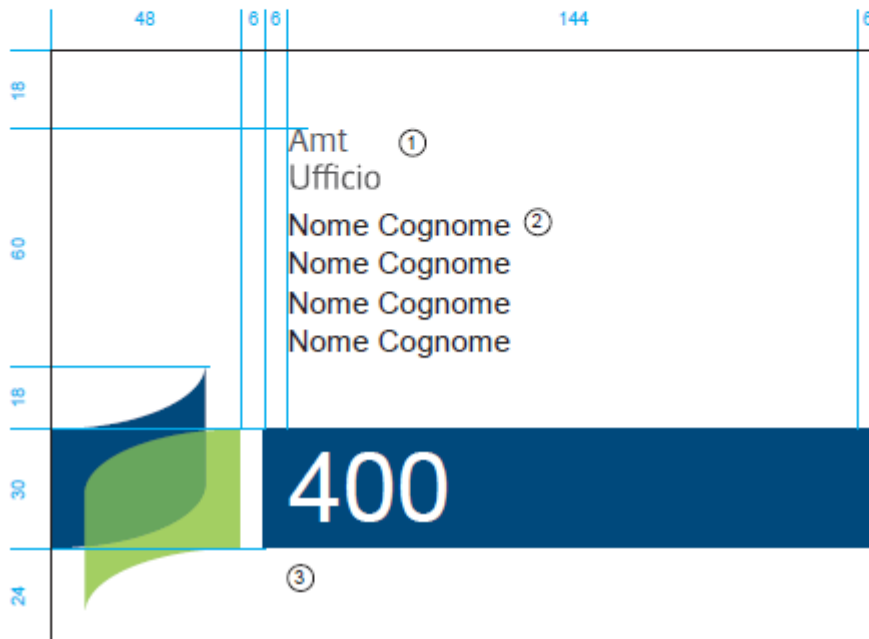 48 6 6 144 6
18
Amt ①
Ufficio
60
Nome Cognome ②
Nome Cognome
Nome Cognome
Nome Cognome
18
30
400
③
24